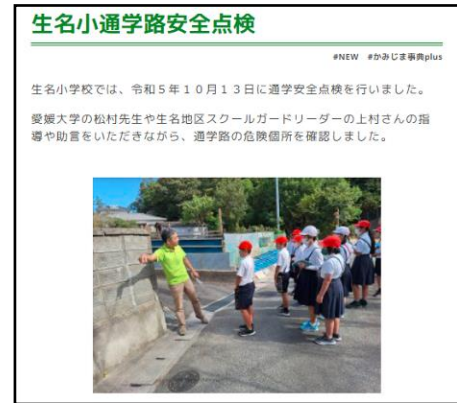 生名小通学路安全点検
#NEW #かみじま事典plus
生名小学校では、令和５年１０月１３日に通学安全点検を行いました。
愛媛大学の松村先生や生名地区スクールガードリーダーの上村さんの指
導や助言をいただきながら、通学路の危険個所を確認しました。